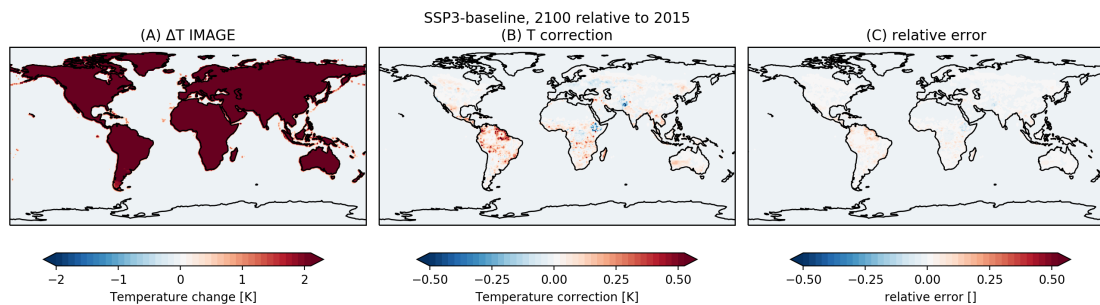 SSP3-baseline, 2100 relative to 2015
(A) ΔT IMAGE
(B) T correction
(C) relative error
−2 −1 0 1 2
Temperature change [K]
−0.50 −0.25 0.00 0.25 0.50
Temperature correction [K]
−0.50 −0.25 0.00 0.25 0.50
relative error []